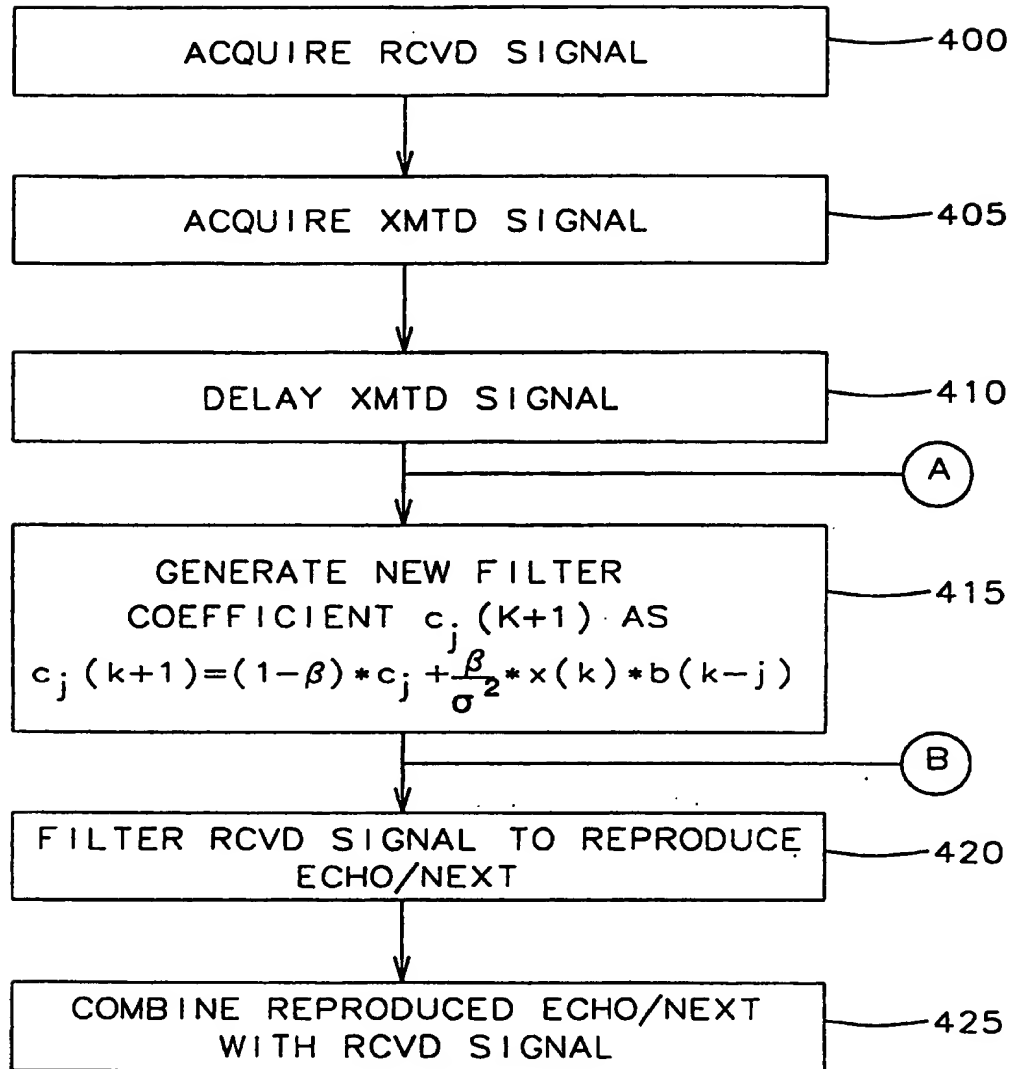 ACQUIRE RCVD SIGNAL
400
ACQUIRE XMTD SIGNAL
405
DELAY XMTD SIGNAL
410
A
GENERATE NEW FILTER
COEFFICIENT c_j (K+1) AS
c_j (k+1)=(1-β)*c_j+β/σ²*x(k)*b(k-j)
415
B
FILTER RCVD SIGNAL TO REPRODUCE
ECHO/NEXT
420
COMBINE REPRODUCED ECHO/NEXT
WITH RCVD SIGNAL
425